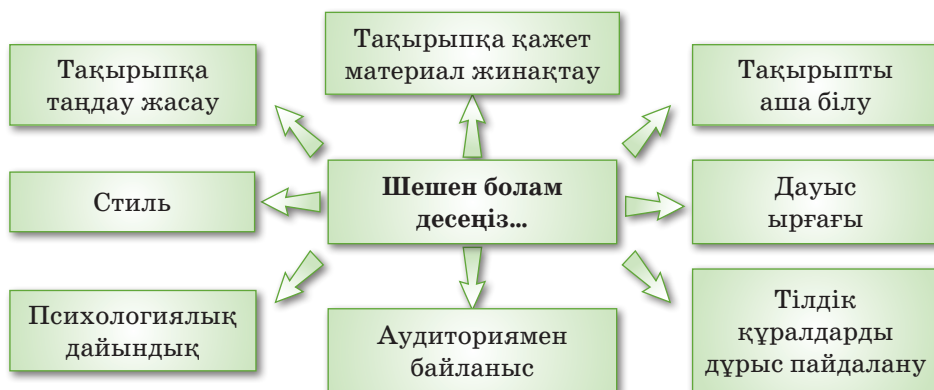 Тақырыпқа
таңдау жасау
Тақырыпқа қажет
материал жинақтау
Тақырыпты
аша білу
Стиль
Шешен болам
десеңіз...
Дауыс
ырғағы
Психологиялық
дайындық
Аудиториямен
байланыс
Тілдік
құралдарды
дұрыс пайдалану